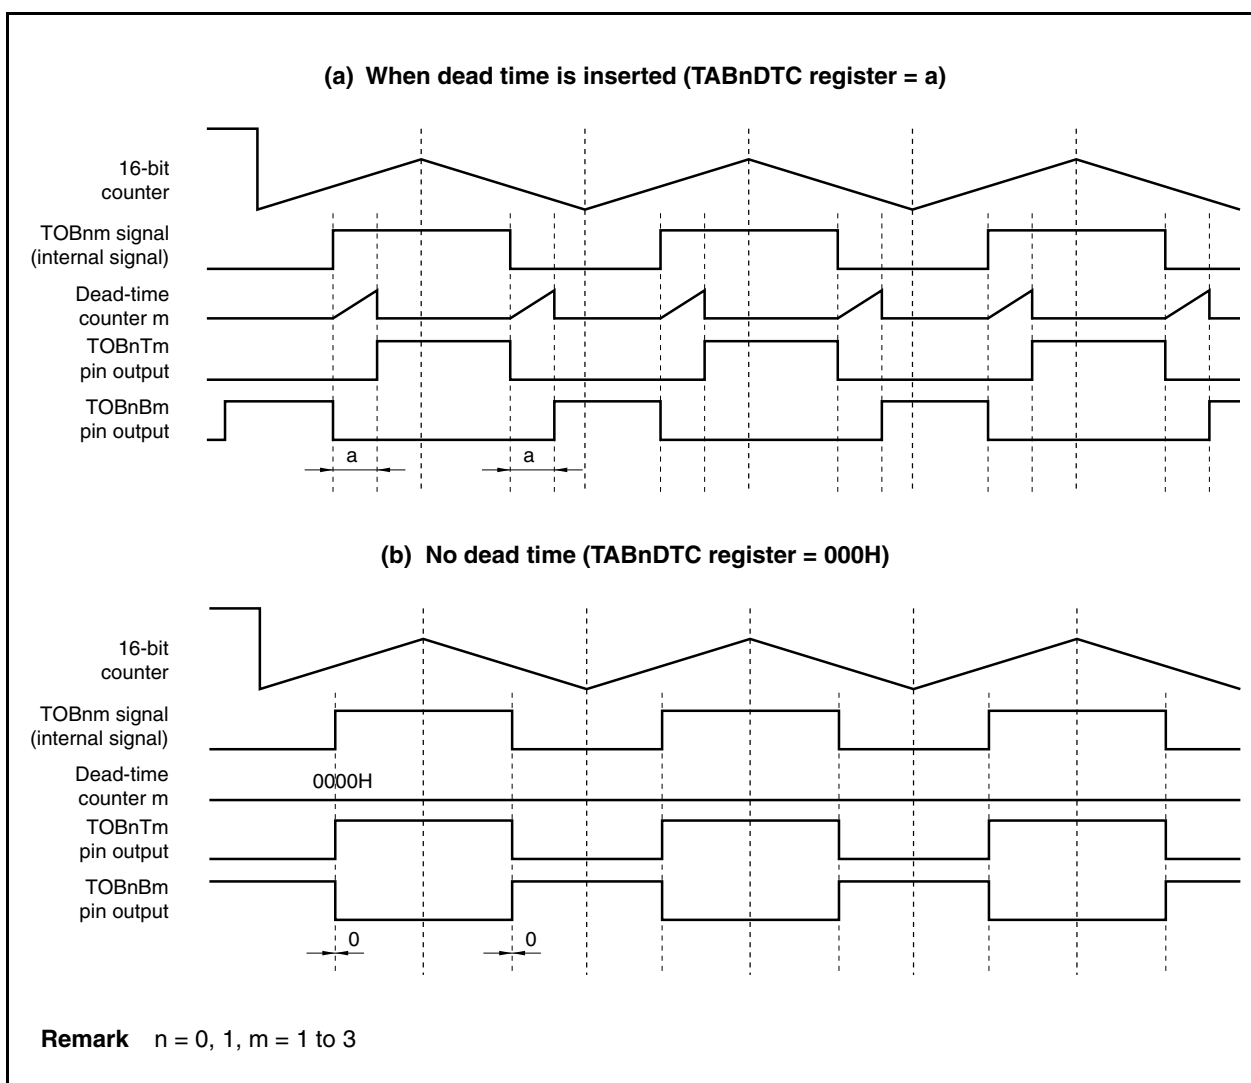 (a) When dead time is inserted (TABnDTC register = a)
16-bit
counter
TOBnm signal
(internal signal)
Dead-time
counter m
TOBnTm
pin output
TOBnBm
pin output
a
a
(b) No dead time (TABnDTC register = 000H)
16-bit
counter
TOBnm signal
(internal signal)
Dead-time
counter m
0000H
TOBnTm
pin output
TOBnBm
pin output
0
0
Remark n = 0, 1, m = 1 to 3